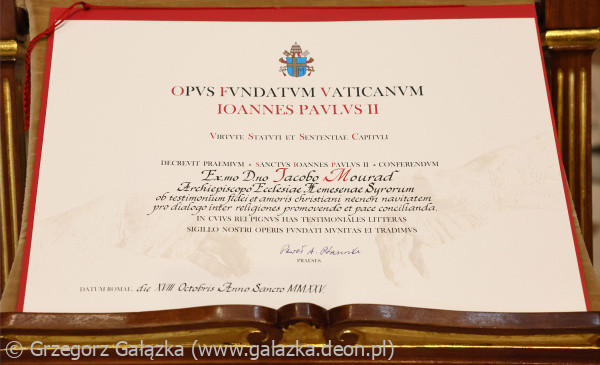 OPVS FVNDATVM VATICANVM
IOANNES PAVLVS II
VIRTVTE STATVTI ET SENTENTIAE CAPITVLI
DECREVIT PRAEMIVM « SANCTVS IOANNES PAVLVS II » CONFERENDVM
Ex.mo D.no Jacobo Mourad
Archiepiscopo Ecclesiae Hemesenae Syrorum
ob testimonium fidei et amoris christiani necnon navitatem
pro dialogo inter religiones promovendo et pace concilianda.
IN CVIVS REI PIGNVS HAS TESTIMONIALES LITTERAS
SIGILLO NOSTRI OPERIS FVNDATI MVNITAS EI TRADIMVS
PRAESES
DATUM ROMAE, die XVIII Octobris Anno Sancto MMXXV.
© Grzegorz Gałązka (www.galazka.deon.pl)